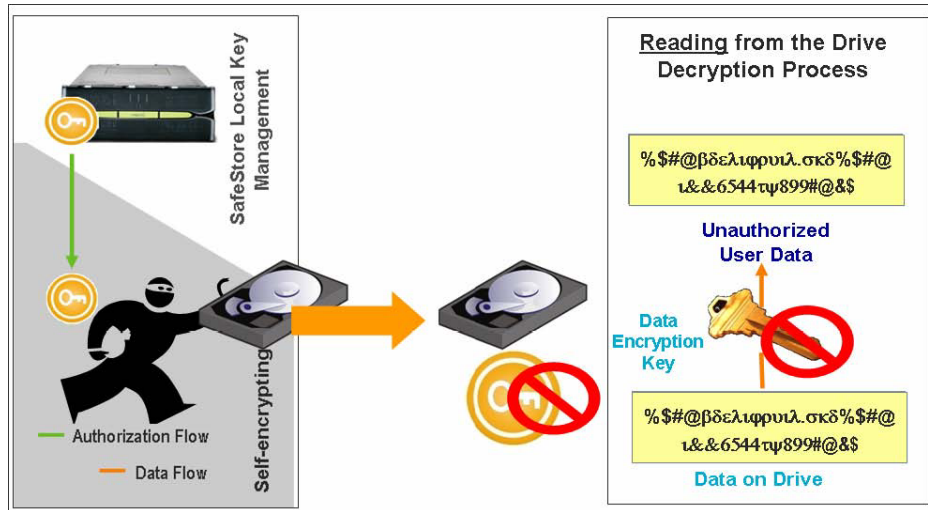 SafeStore Local Key
Management
Self-encrypting
Authorization Flow
Data Flow
Reading from the Drive
Decryption Process
%$#@βδελιφρυιλ.σκδ%$#@
ι&&6544τψ899#@&$
Unauthorized
User Data
Data
Encryption
Key
%$#@βδελιφρυιλ.σκδ%$#@
ι&&6544τψ899#@&$
Data on Drive